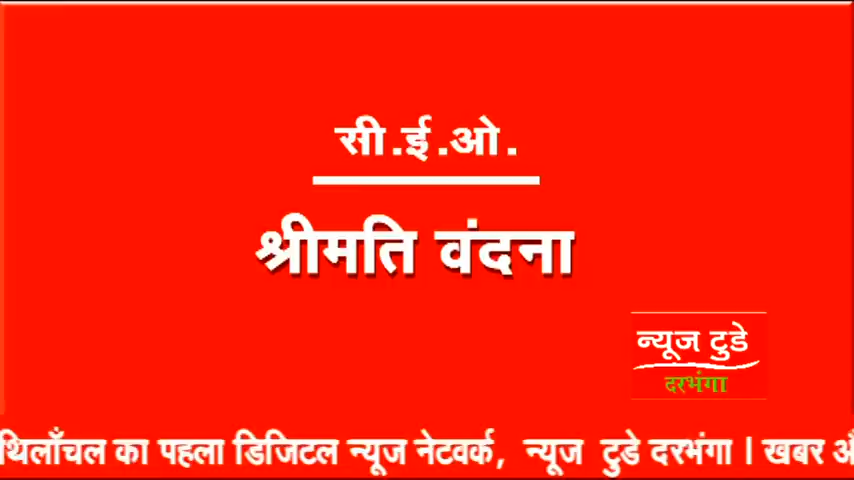 सी.ई.ओ.
श्रीमति वंदना
न्यूज टुडे
दरभंगा
थिलाँचल का पहला डिजिटल न्यूज नेटवर्क, न्यूज टुडे दरभंगा | खबर